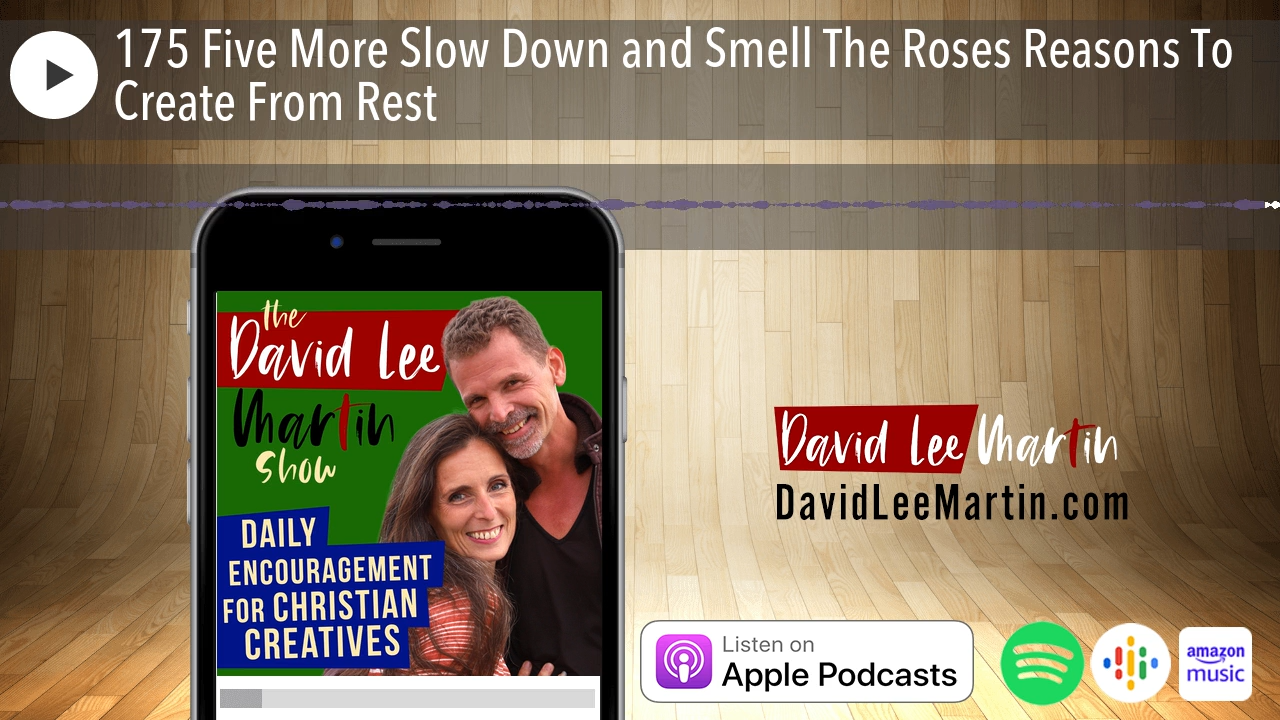 175 Five More Slow Down and Smell The Roses Reasons To
Create From Rest
the
David Lee
Martin
Show
DAILY
ENCOURAGEMENT
FOR CHRISTIAN
CREATIVES
David Lee Martin
DavidLeeMartin.com
Listen on
Apple Podcasts
amazon
music